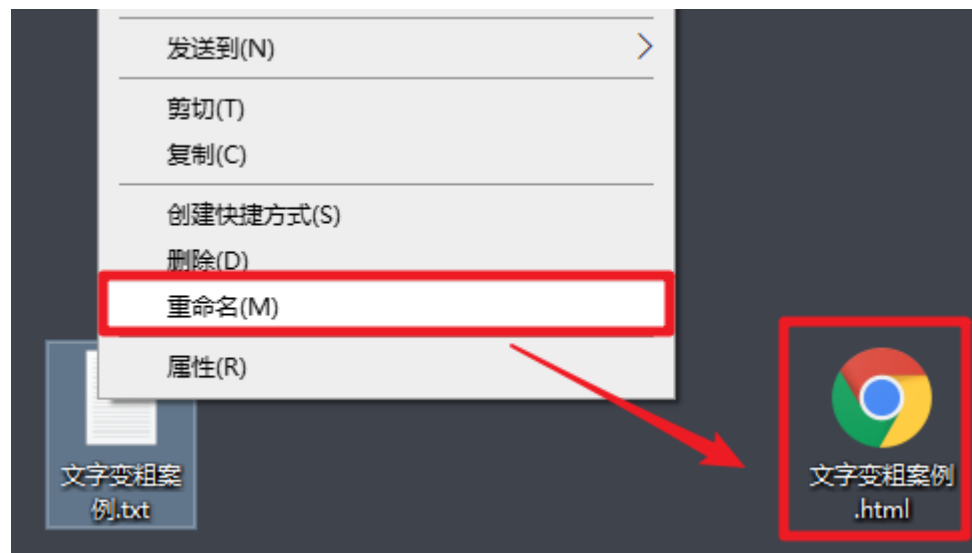 发送到(N)
剪切(T)
复制(C)
创建快捷方式(S)
删除(D)
重命名(M)
属性(R)
文字变粗案
例.txt
文字变粗案例
.html